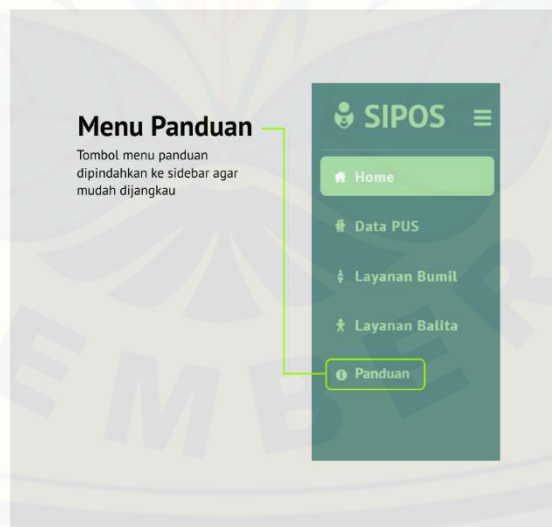 SIPOS
Menu Panduan
Tombol menu panduan
dipindahkan ke sidebar agar
mudah dijangkau
Home
Data PUS
Layanan Bumil
Layanan Balita
Panduan
EMBER